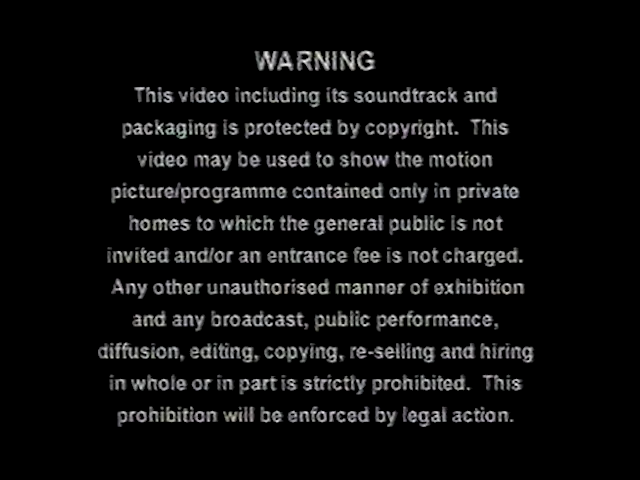 WARNING
This video including its soundtrack and
packaging is protected by copyright. This
video may be used to show the motion
picture/programme contained only in private
homes to which the general public is not
invited and/or an entrance fee is not charged.
Any other unauthorised manner of exhibition
and any broadcast, public performance,
diffusion, editing, copying, re-selling and hiring
in whole or in part is strictly prohibited. This
prohibition will be enforced by legal action.